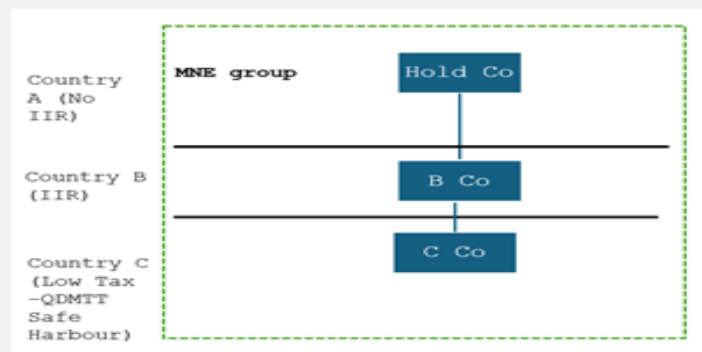 MNE group
Hold Co
Country
A (No
IIR)
Country B
(IIR)
B Co
C Co
Country C
(Low Tax
-QDMTT
Safe
Harbour)